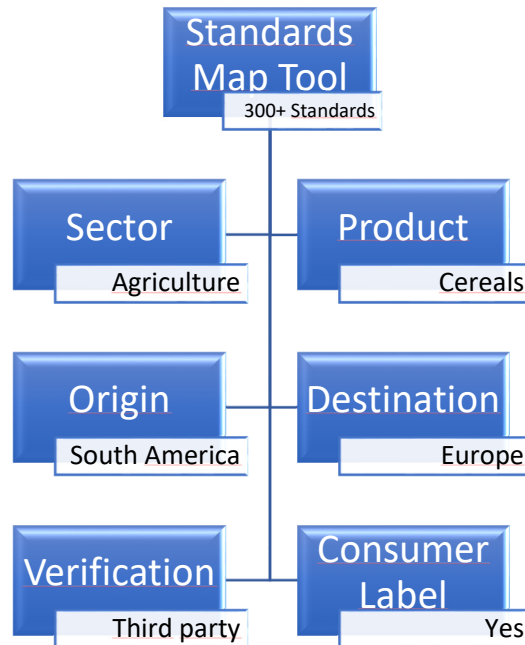 Standards
Map Tool
300+ Standards
Sector
Agriculture
Product
Cereals
Origin
South America
Destination
Europe
Verification
Third party
Consumer
Label
Yes